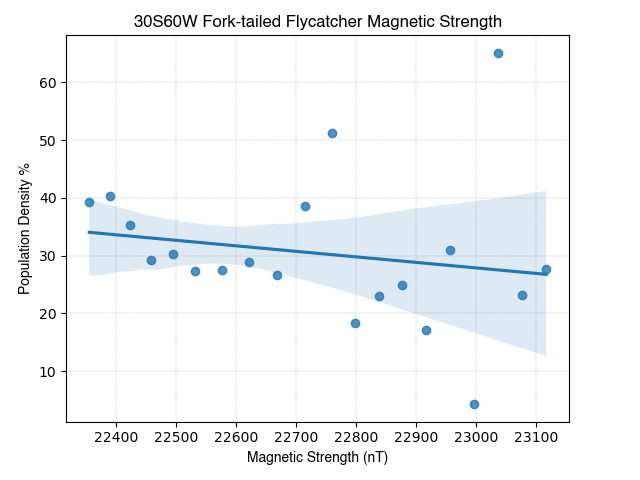 30S60W Fork-tailed Flycatcher Magnetic Strength
Population Density %
60
50
40
30
20
10
22400 22500 22600 22700 22800 22900 23000 23100
Magnetic Strength (nT)